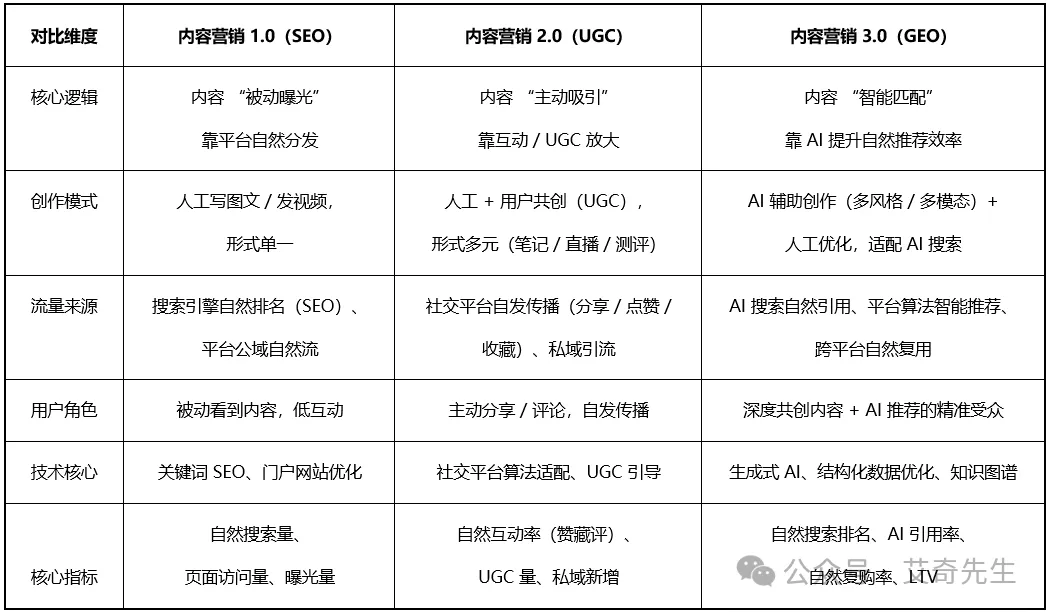 对比维度
内容营销 1.0（SEO）
内容营销 2.0（UGC）
内容营销 3.0（GEO）
核心逻辑
内容 “被动曝光”
靠平台自然分发
内容 “主动吸引”
靠互动 / UGC 放大
内容 “智能匹配”
靠 AI 提升自然推荐效率
创作模式
人工写图文 / 发视频，
形式单一
人工 + 用户共创（UGC），
形式多元（笔记 / 直播 / 测评）
AI 辅助创作（多风格 / 多模态）+
人工优化，适配 AI 搜索
流量来源
搜索引擎自然排名（SEO）、
平台公域自然流
社交平台自发传播（分享 / 点赞 /
收藏）、私域引流
AI 搜索自然引用、平台算法智能推荐、
跨平台自然复用
用户角色
被动看到内容，低互动
主动分享 / 评论，自发传播
深度共创内容 + AI 推荐的精准受众
技术核心
关键词 SEO、门户网站优化
社交平台算法适配、UGC 引导
生成式 AI、结构化数据优化、知识图谱
核心指标
自然搜索量、
页面访问量、曝光量
自然互动率（赞藏评）、
UGC 量、私域新增
自然搜索排名、AI 引用率、
自然复购率、LTV
公众号 · 艾奇先生